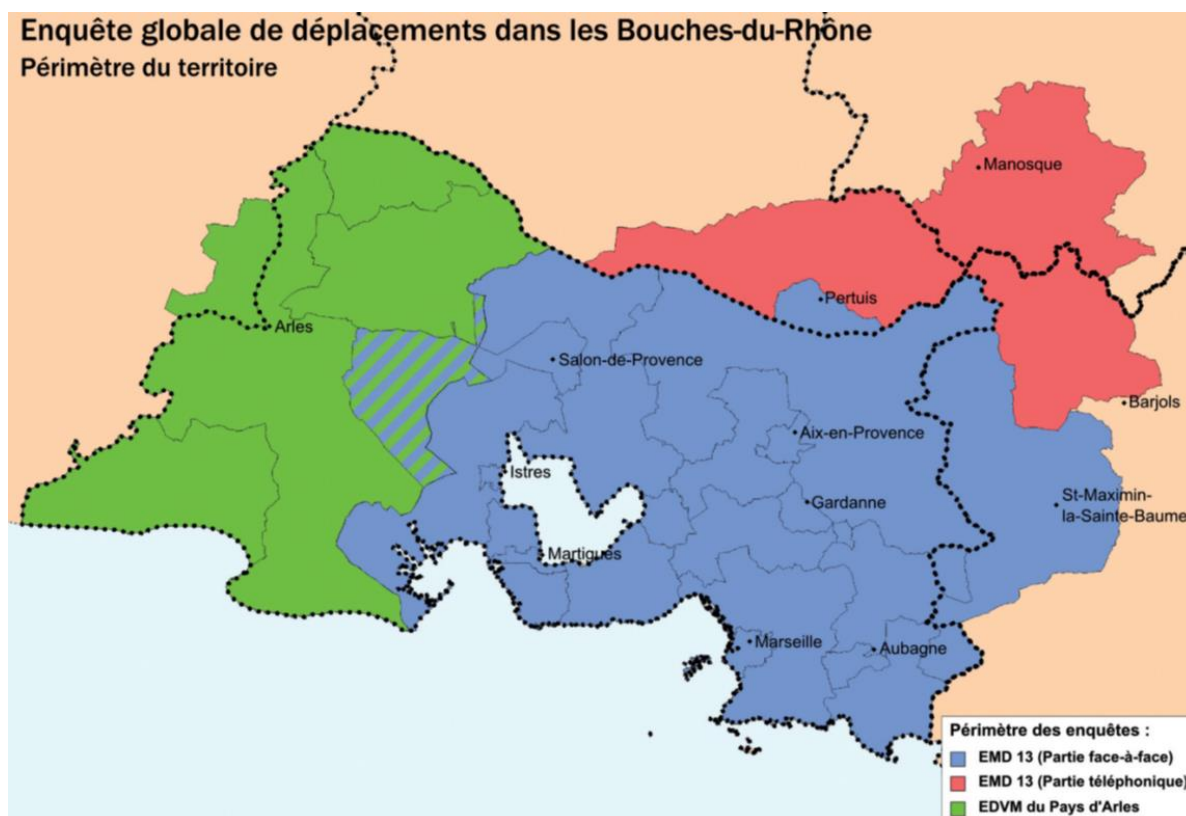 Enquête globale de déplacements dans les Bouches-du-Rhône
Périmètre du territoire
Manosque
Pertuis
Arles
Salon-de-Provence
Barjols
Aix-en-Provence
Istres
Gardanne
St-Maximin-
la-Sainte-Baume
Martigues
Marseille
Aubagne
Périmètre des enquêtes :
EMD 13 (Partie face-à-face)
EMD 13 (Partie téléphonique)
EDVM du Pays d'Arles